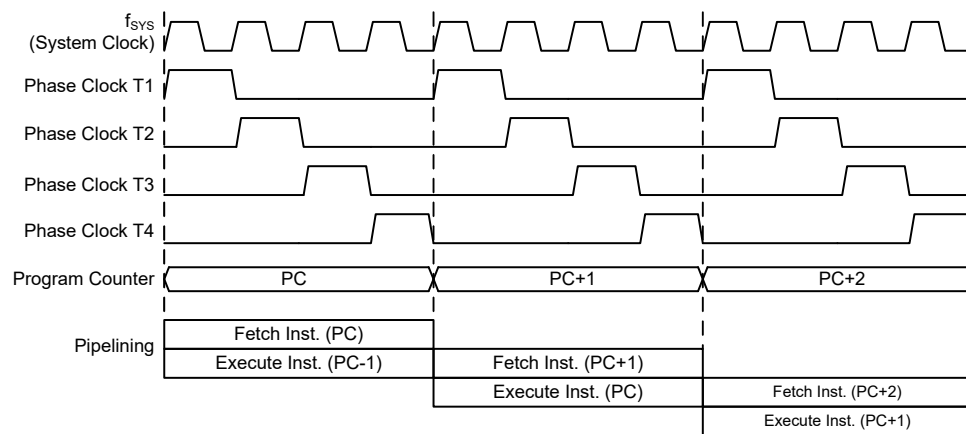 fSYS
(System Clock)
Phase Clock T1
Phase Clock T2
Phase Clock T3
Phase Clock T4
Program Counter PC PC+1 PC+2
Pipelining
Fetch Inst. (PC)
Execute Inst. (PC-1) Fetch Inst. (PC+1)
Execute Inst. (PC) Fetch Inst. (PC+2)
Execute Inst. (PC+1)